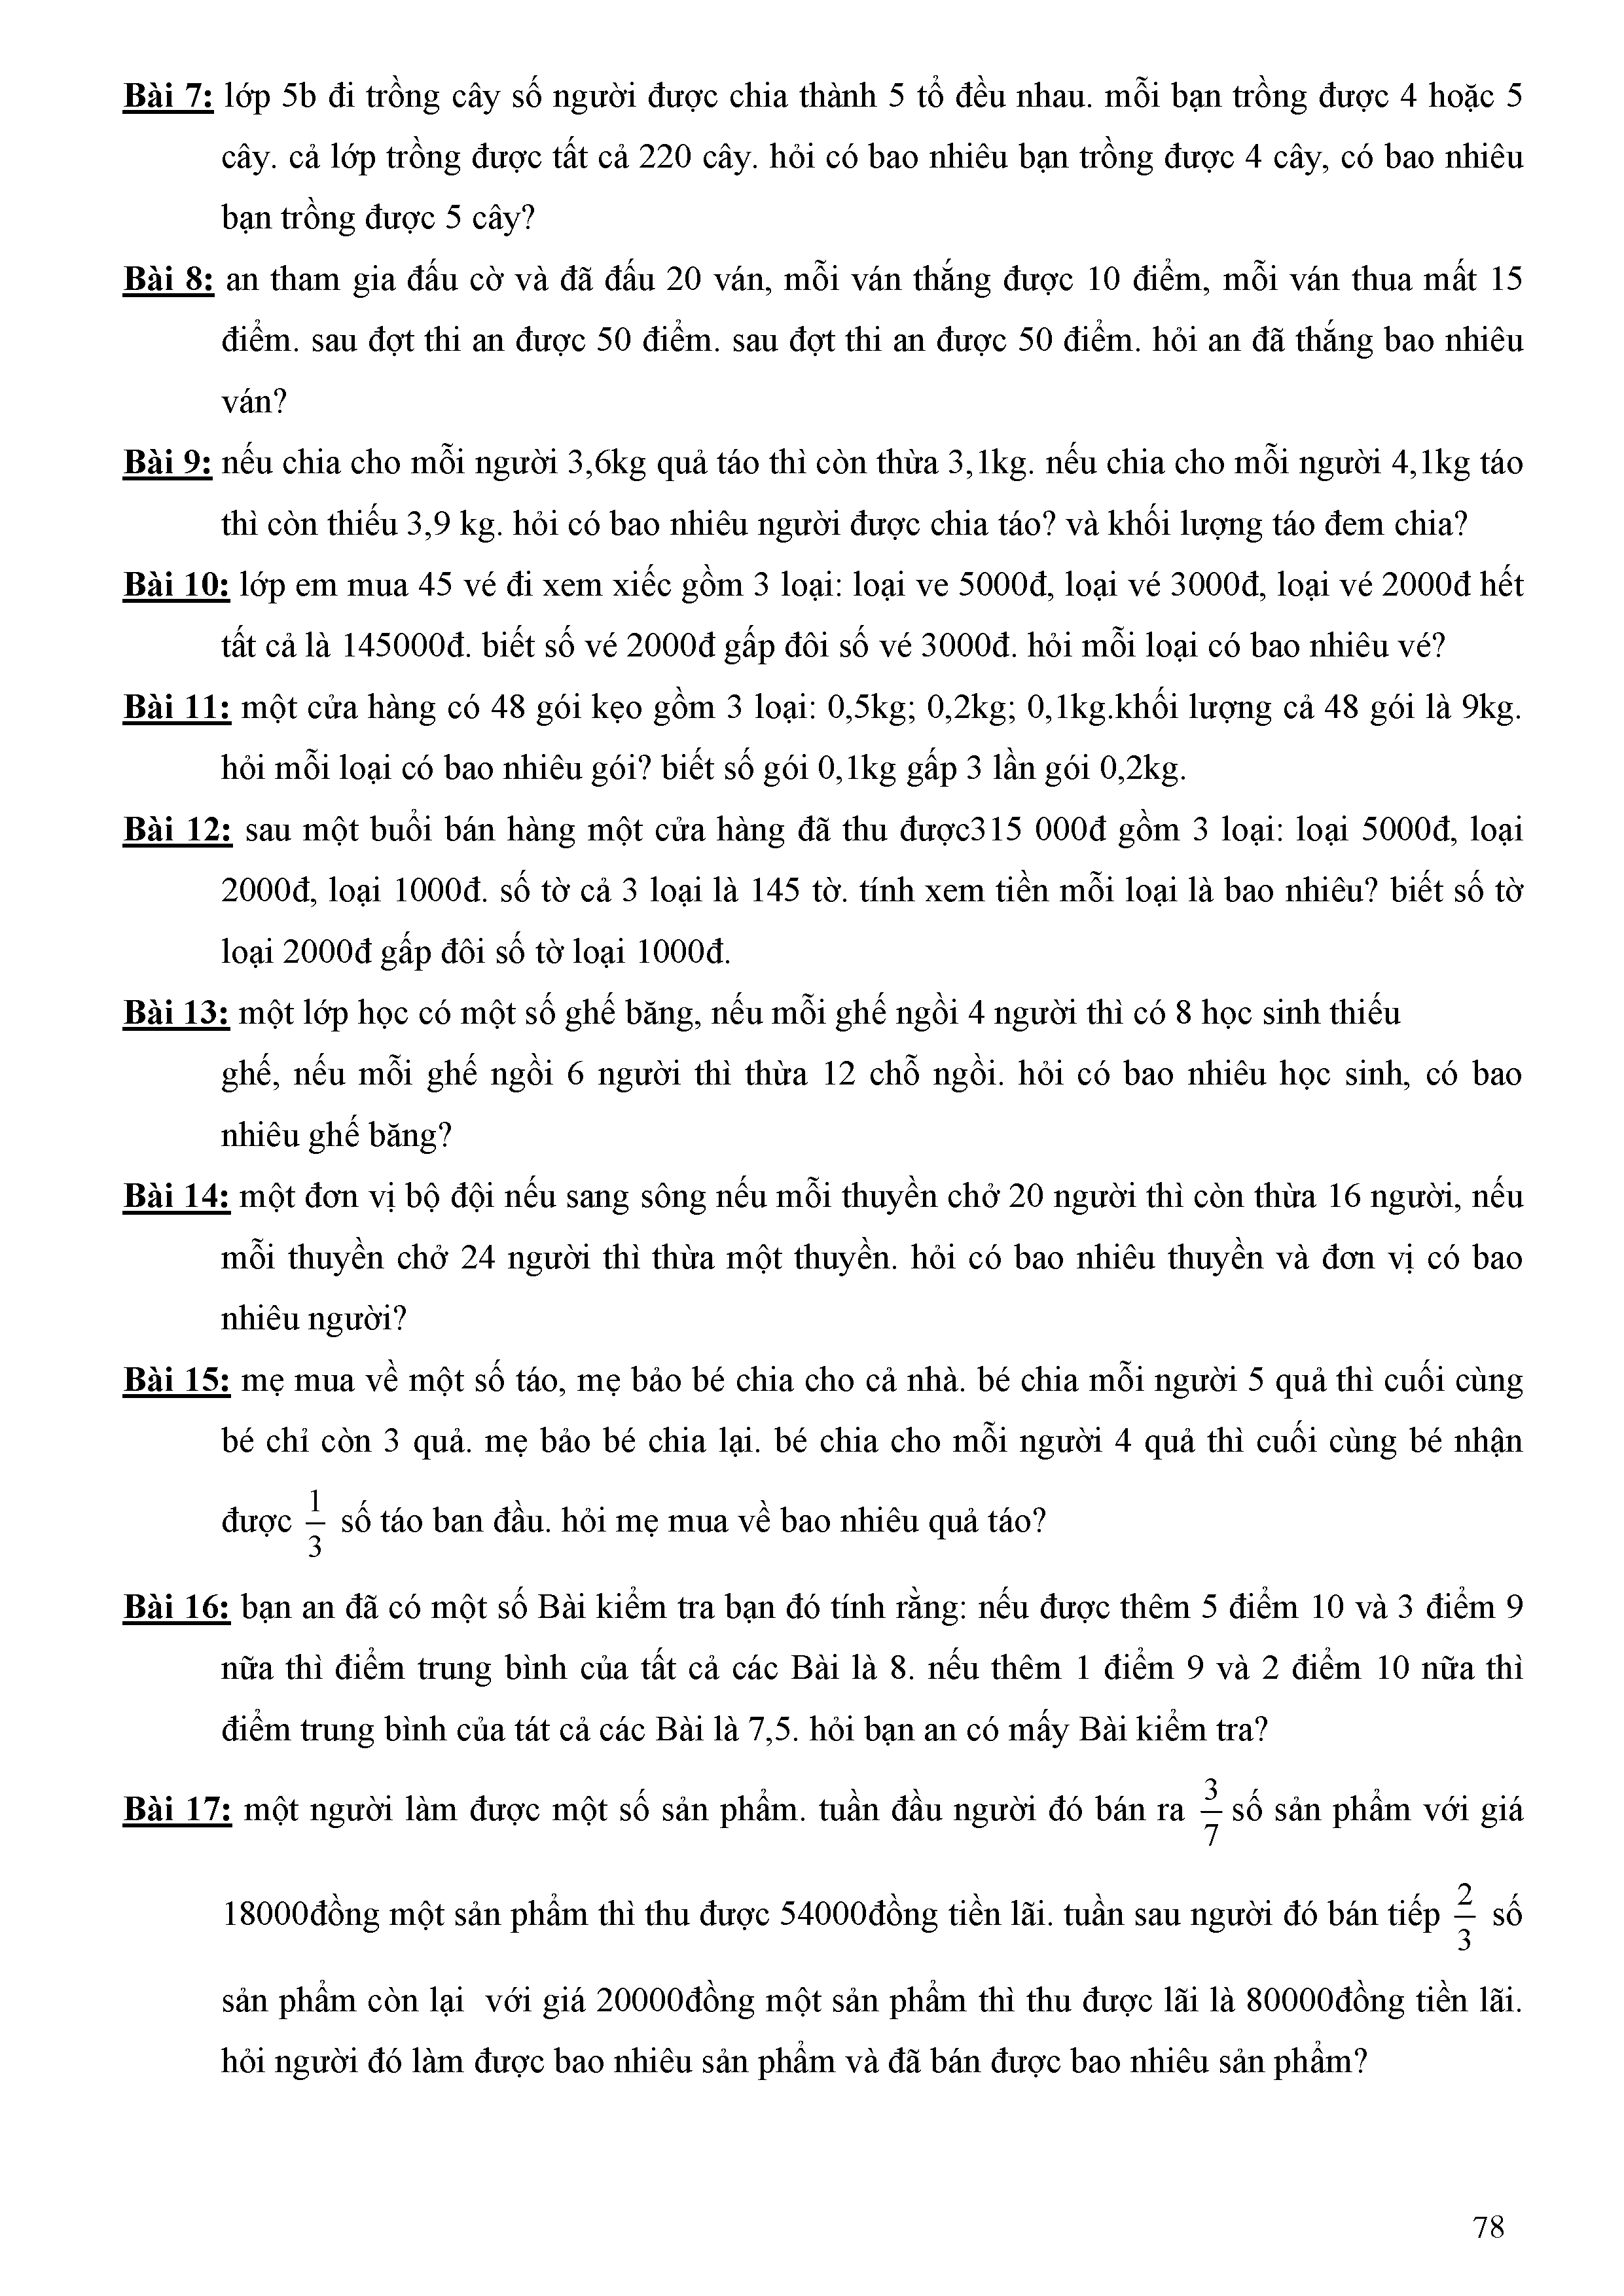 Bài 7: lớp 5b đi trồng cây số người được chia thành 5 tổ đều nhau. mỗi bạn trồng được 4 hoặc 5
cây. cả lớp trồng được tất cả 220 cây. hỏi có bao nhiêu bạn trồng được 4 cây, có bao nhiêu
bạn trồng được 5 cây?
Bài 8: an tham gia đấu cờ và đã đấu 20 ván, mỗi ván thắng được 10 điểm, mỗi ván thua mất 15
điểm. sau đợt thi an được 50 điểm. sau đợt thi an được 50 điểm. hỏi an đã thắng bao nhiêu
ván?
Bài 9: nếu chia cho mỗi người 3,6kg quả táo thì còn thừa 3,1kg. nếu chia cho mỗi người 4,1kg táo
thì còn thiếu 3,9 kg. hỏi có bao nhiêu người được chia táo? và khối lượng táo đem chia?
Bài 10: lớp em mua 45 vé đi xem xiếc gồm 3 loại: loại ve 5000đ, loại vé 3000đ, loại vé 2000đ hết
tất cả là 145000đ. biết số vé 2000đ gấp đôi số vé 3000đ. hỏi mỗi loại có bao nhiêu vé?
Bài 11: một cửa hàng có 48 gói kẹo gồm 3 loại: 0,5kg; 0,2kg; 0,1kg.khối lượng cả 48 gói là 9kg.
hỏi mỗi loại có bao nhiêu gói? biết số gói 0,1kg gấp 3 lần gói 0,2kg.
Bài 12: sau một buổi bán hàng một cửa hàng đã thu được315 000đ gồm 3 loại: loại 5000đ, loại
2000đ, loại 1000đ. số tờ cả 3 loại là 145 tờ. tính xem tiền mỗi loại là bao nhiêu? biết số tờ
loại 2000đ gấp đôi số tờ loại 1000đ.
Bài 13: một lớp học có một số ghế băng, nếu mỗi ghế ngồi 4 người thì có 8 học sinh thiếu
ghế, nếu mỗi ghế ngồi 6 người thì thừa 12 chỗ ngồi. hỏi có bao nhiêu học sinh, có bao
nhiêu ghế băng?
Bài 14: một đơn vị bộ đội nếu sang sông nếu mỗi thuyền chở 20 người thì còn thừa 16 người, nếu
mỗi thuyền chở 24 người thì thừa một thuyền. hỏi có bao nhiêu thuyền và đơn vị có bao
nhiêu người?
Bài 15: mẹ mua về một số táo, mẹ bảo bé chia cho cả nhà. bé chia mỗi người 5 quả thì cuối cùng
bé chỉ còn 3 quả. mẹ bảo bé chia lại. bé chia cho mỗi người 4 quả thì cuối cùng bé nhận
được 1/3 số táo ban đầu. hỏi mẹ mua về bao nhiêu quả táo?
Bài 16: bạn an đã có một số Bài kiểm tra bạn đó tính rằng: nếu được thêm 5 điểm 10 và 3 điểm 9
nữa thì điểm trung bình của tất cả các Bài là 8. nếu thêm 1 điểm 9 và 2 điểm 10 nữa thì
điểm trung bình của tát cả các Bài là 7,5. hỏi bạn an có mấy Bài kiểm tra?
Bài 17: một người làm được một số sản phẩm. tuần đầu người đó bán ra 3/7 số sản phẩm với giá
18000đồng một sản phẩm thì thu được 54000đồng tiền lãi. tuần sau người đó bán tiếp 2/3 số
sản phẩm còn lại với giá 20000đồng một sản phẩm thì thu được lãi là 80000đồng tiền lãi.
hỏi người đó làm được bao nhiêu sản phẩm và đã bán được bao nhiêu sản phẩm?
78